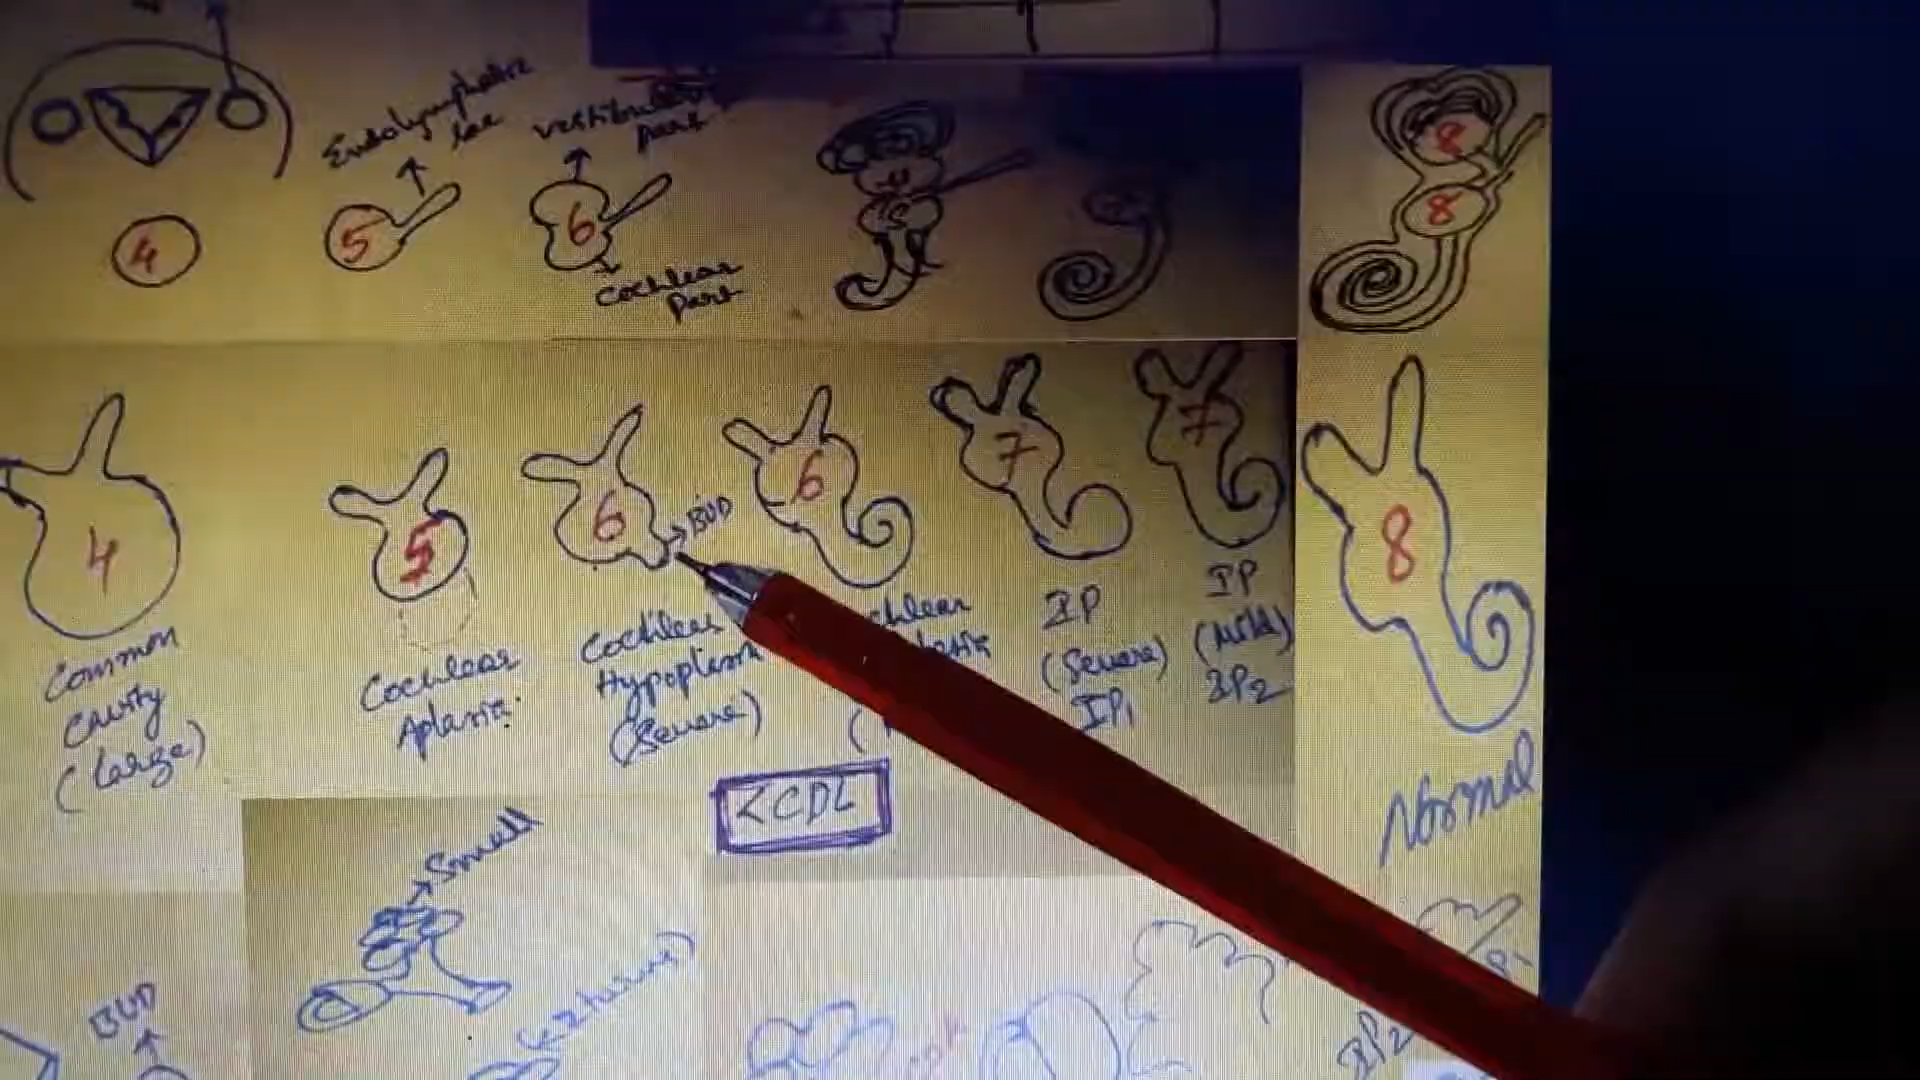 Endolymphatic
Sac
Vestibular
Part
4
5
6
Cochlear
Part
8
8
4
5
6
BUD
6
7
7
8
Common
cavity
(Large)
Cochlear
Aplasia
Cochlear
Hypoplasia
(Severe)
IP
(Severe)
IP1
IP
(Mild)
IP2
Normal
<CDL
Small
BUD
IP2